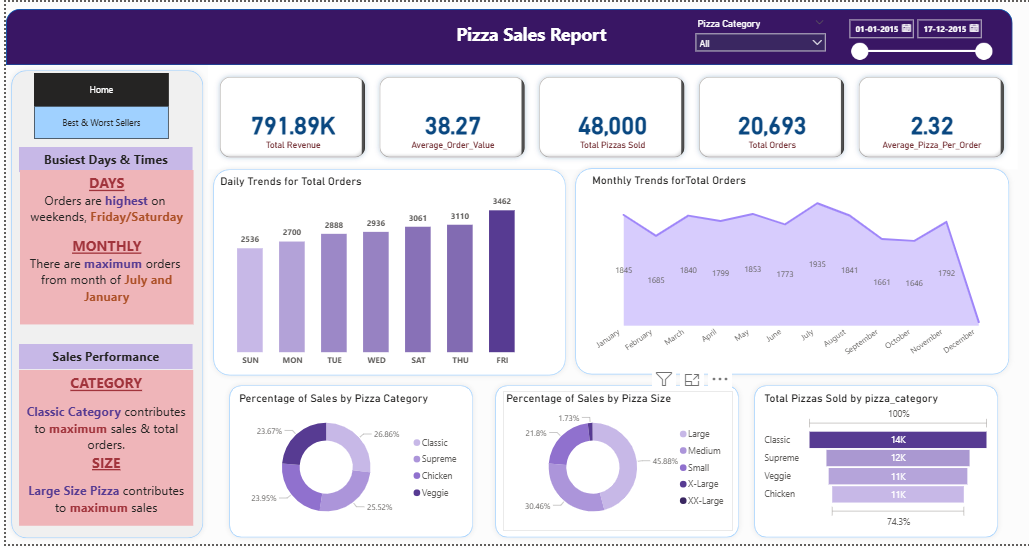 Pizza Sales Report
Pizza Category
All
01-01-2015
17-12-2015
Home
Best & Worst Sellers
Busiest Days & Times
DAYS
Orders are highest on
weekends, Friday/Saturday
MONTHLY
There are maximum orders
from month of July and
January
Sales Performance
CATEGORY
Classic Category contributes
to maximum sales & total
orders.
SIZE
Large Size Pizza contributes
to maximum sales
791.89K
Total Revenue
38.27
Average_Order_Value
48,000
Total Pizzas Sold
20,693
Total Orders
2.32
Average_Pizza_Per_Order
Daily Trends for Total Orders
2536
2700
2888
2936
3061
3110
3462
SUN
MON
TUE
WED
SAT
THU
FRI
Monthly Trends forTotal Orders
1845
1685
1840
1799
1853
1773
1935
1841
1661
1646
1792
January
February
March
April
May
June
July
August
September
October
November
December
Percentage of Sales by Pizza Category
23.67%
26.86%
23.95%
25.52%
Classic
Supreme
Chicken
Veggie
Percentage of Sales by Pizza Size
1.73%
21.8%
45.88%
30.46%
Large
Medium
Small
X-Large
XX-Large
Total Pizzas Sold by pizza_category
100%
Classic
14K
Supreme
12K
Veggie
11K
Chicken
11K
74.3%